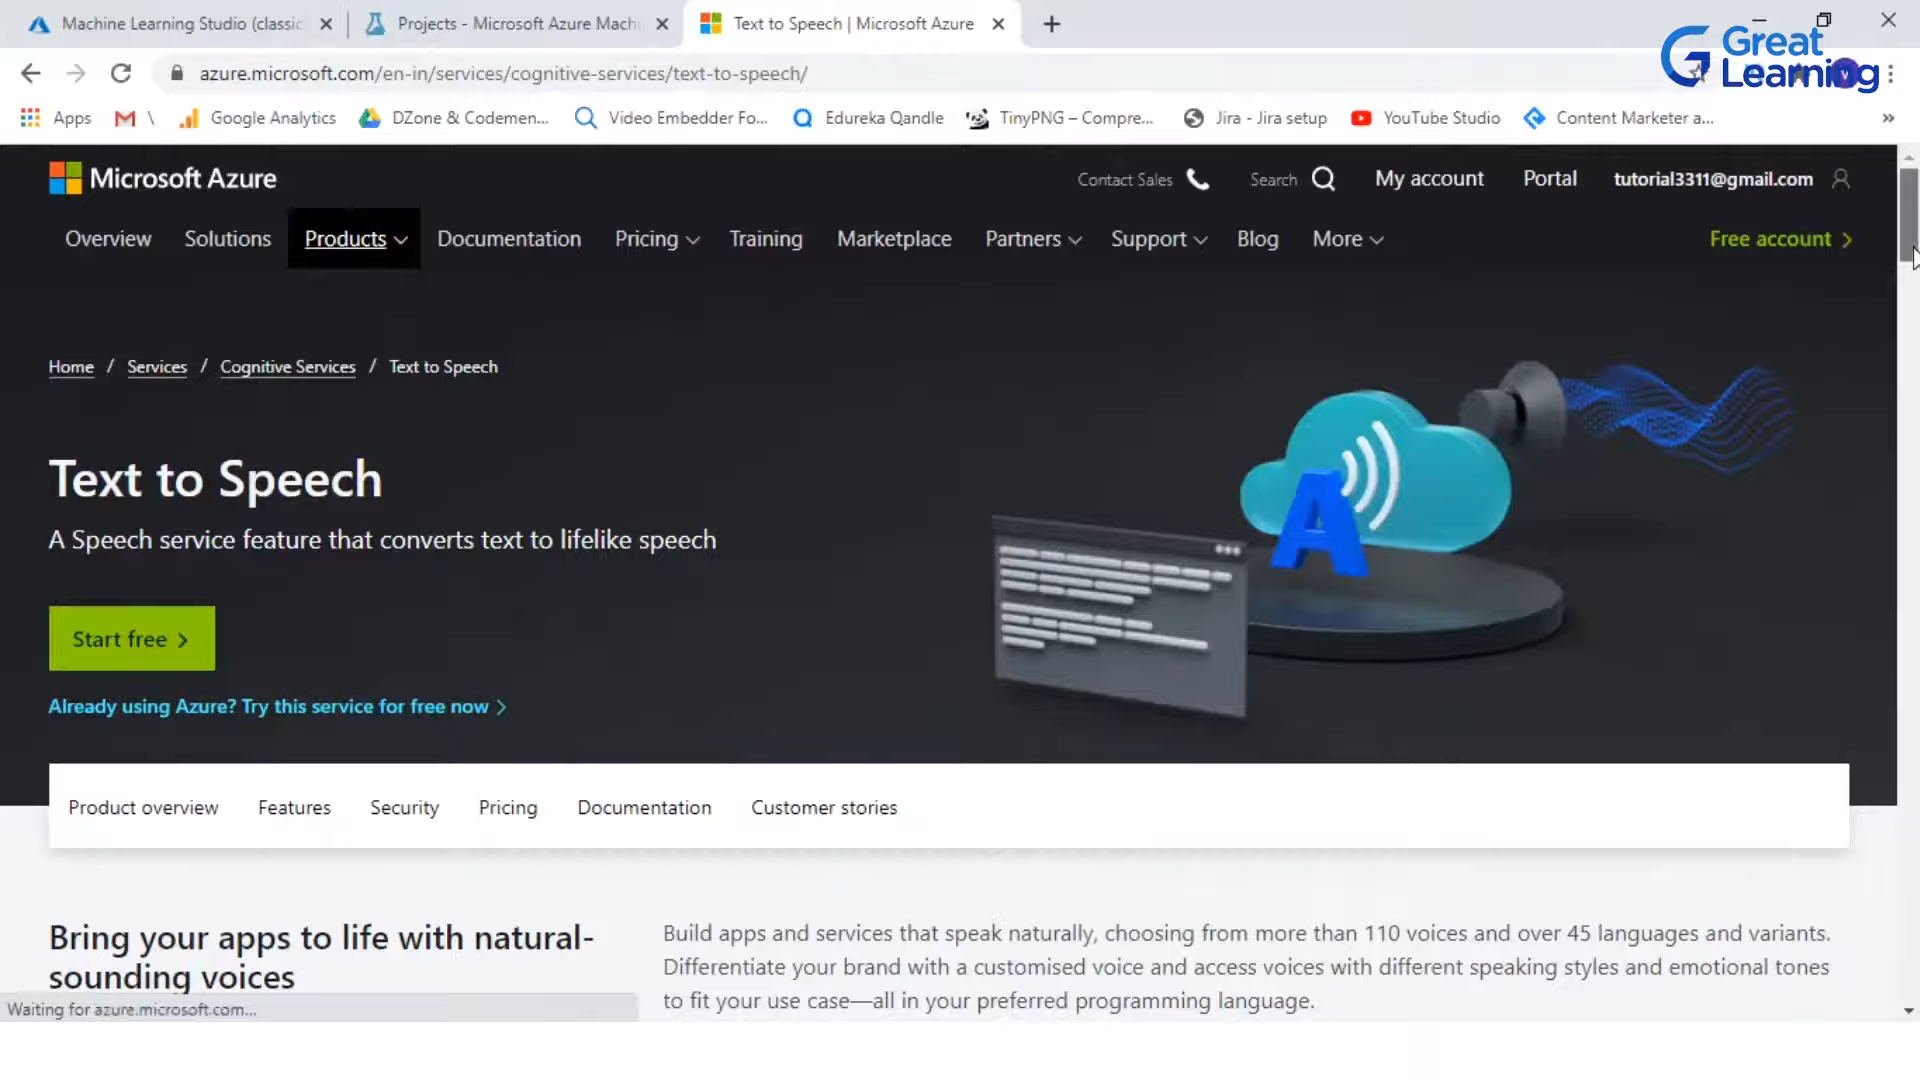 Machine Learning Studio (classic
Projects - Microsoft Azure Mach
Text to Speech | Microsoft Azure
Great Learning
azure.microsoft.com/en-in/services/cognitive-services/text-to-speech/
Apps
\
Google Analytics
DZone & Codemen...
Video Embedder Fo...
Edureka Qandle
TinyPNG – Compre...
Jira - Jira setup
YouTube Studio
Content Marketer a...
»
Microsoft Azure
Contact Sales
Search
My account
Portal
tutorial3311@gmail.com
Overview
Solutions
Products
Documentation
Pricing
Training
Marketplace
Partners
Support
Blog
More
Free account
Home / Services / Cognitive Services / Text to Speech
Text to Speech
A Speech service feature that converts text to lifelike speech
Start free
Already using Azure? Try this service for free now
A
Product overview
Features
Security
Pricing
Documentation
Customer stories
Bring your apps to life with natural-
sounding voices
Build apps and services that speak naturally, choosing from more than 110 voices and over 45 languages and variants.
Differentiate your brand with a customised voice and access voices with different speaking styles and emotional tones
to fit your use case—all in your preferred programming language.
Waiting for azure.microsoft.com...